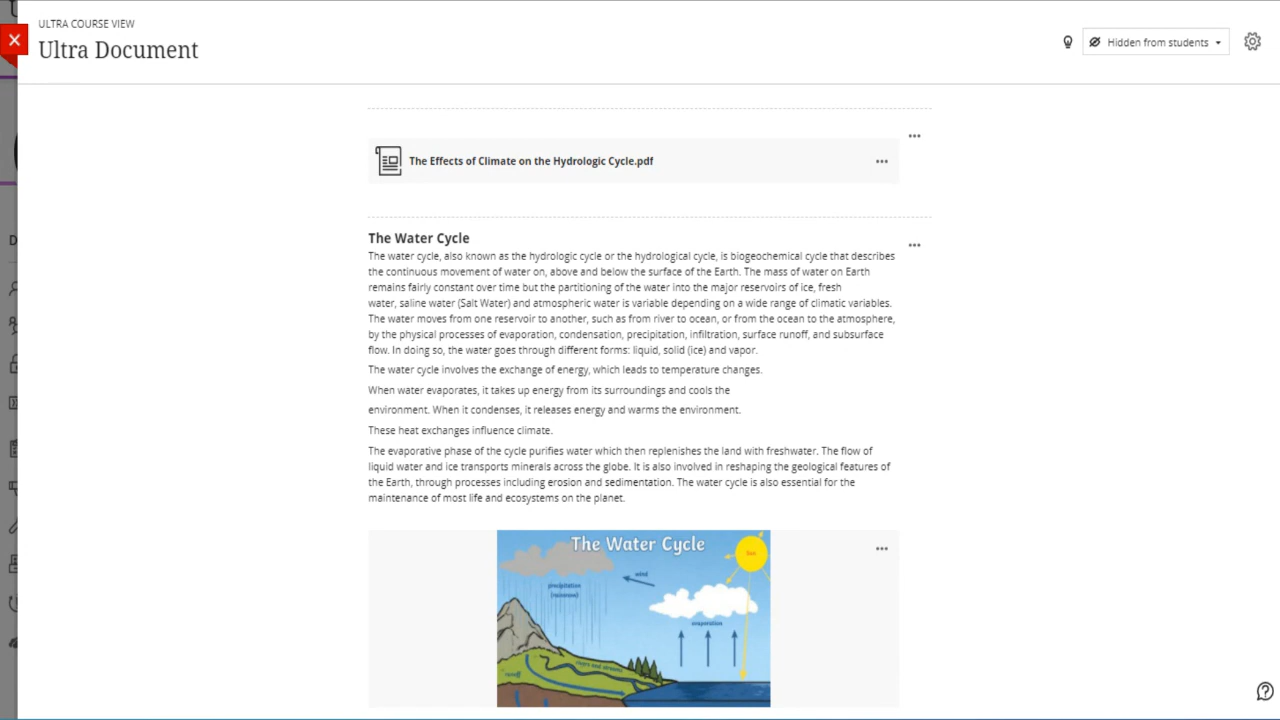 ULTRA COURSE VIEW
Ultra Document
Hidden from students
The Effects of Climate on the Hydrologic Cycle.pdf
The Water Cycle
The water cycle, also known as the hydrologic cycle or the hydrological cycle, is biogeochemical cycle that describes
the continuous movement of water on, above and below the surface of the Earth. The mass of water on Earth
remains fairly constant over time but the partitioning of the water into the major reservoirs of ice, fresh
water, saline water (Salt Water) and atmospheric water is variable depending on a wide range of climatic variables.
The water moves from one reservoir to another, such as from river to ocean, or from the ocean to the atmosphere,
by the physical processes of evaporation, condensation, precipitation, infiltration, surface runoff, and subsurface
flow. In doing so, the water goes through different forms: liquid, solid (ice) and vapor.
The water cycle involves the exchange of energy, which leads to temperature changes.
When water evaporates, it takes up energy from its surroundings and cools the
environment. When it condenses, it releases energy and warms the environment.
These heat exchanges influence climate.
The evaporative phase of the cycle purifies water which then replenishes the land with freshwater. The flow of
liquid water and ice transports minerals across the globe. It is also involved in reshaping the geological features of
the Earth, through processes including erosion and sedimentation. The water cycle is also essential for the
maintenance of most life and ecosystems on the planet.
The Water Cycle
Sun
wind
precipitation
evaporation
rivers and streams
runoff